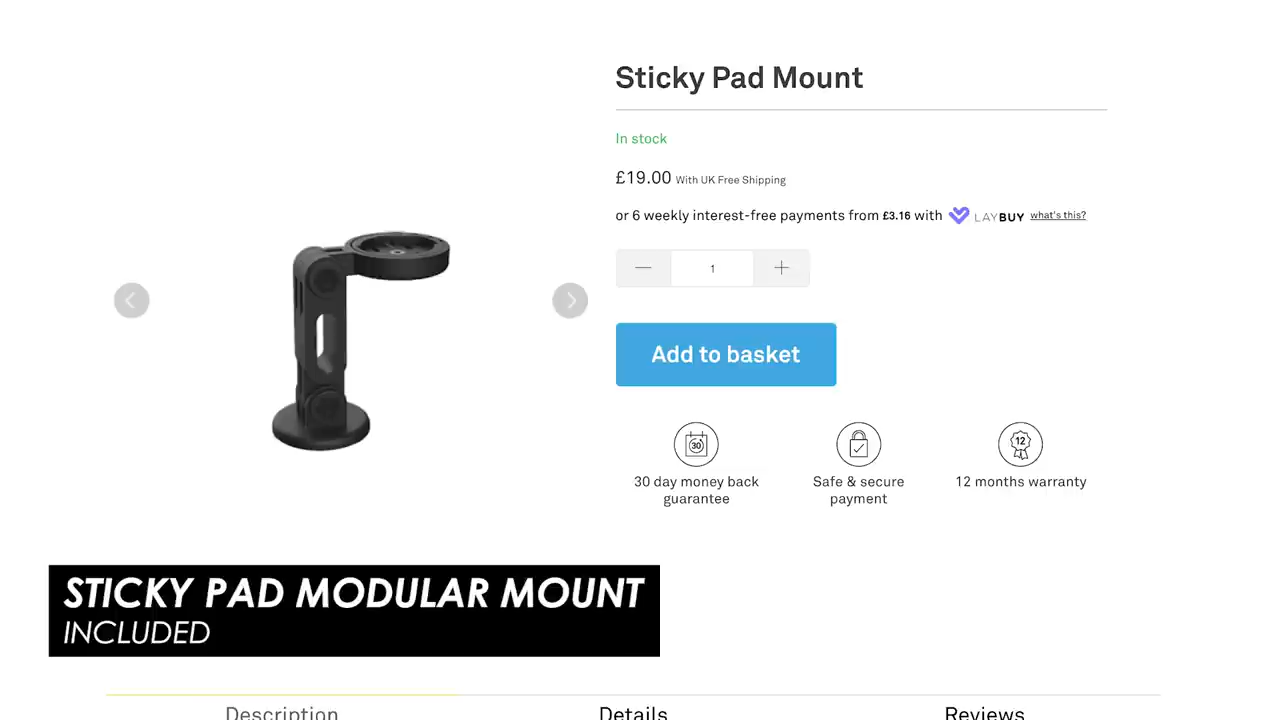 Sticky Pad Mount
In stock
£19.00 With UK Free Shipping
or 6 weekly interest-free payments from £3.16 with LAYBUY what's this?
1
Add to basket
30
12
30 day money back
guarantee
Safe & secure
payment
12 months warranty
STICKY PAD MODULAR MOUNT
INCLUDED
Description
Details
Reviews